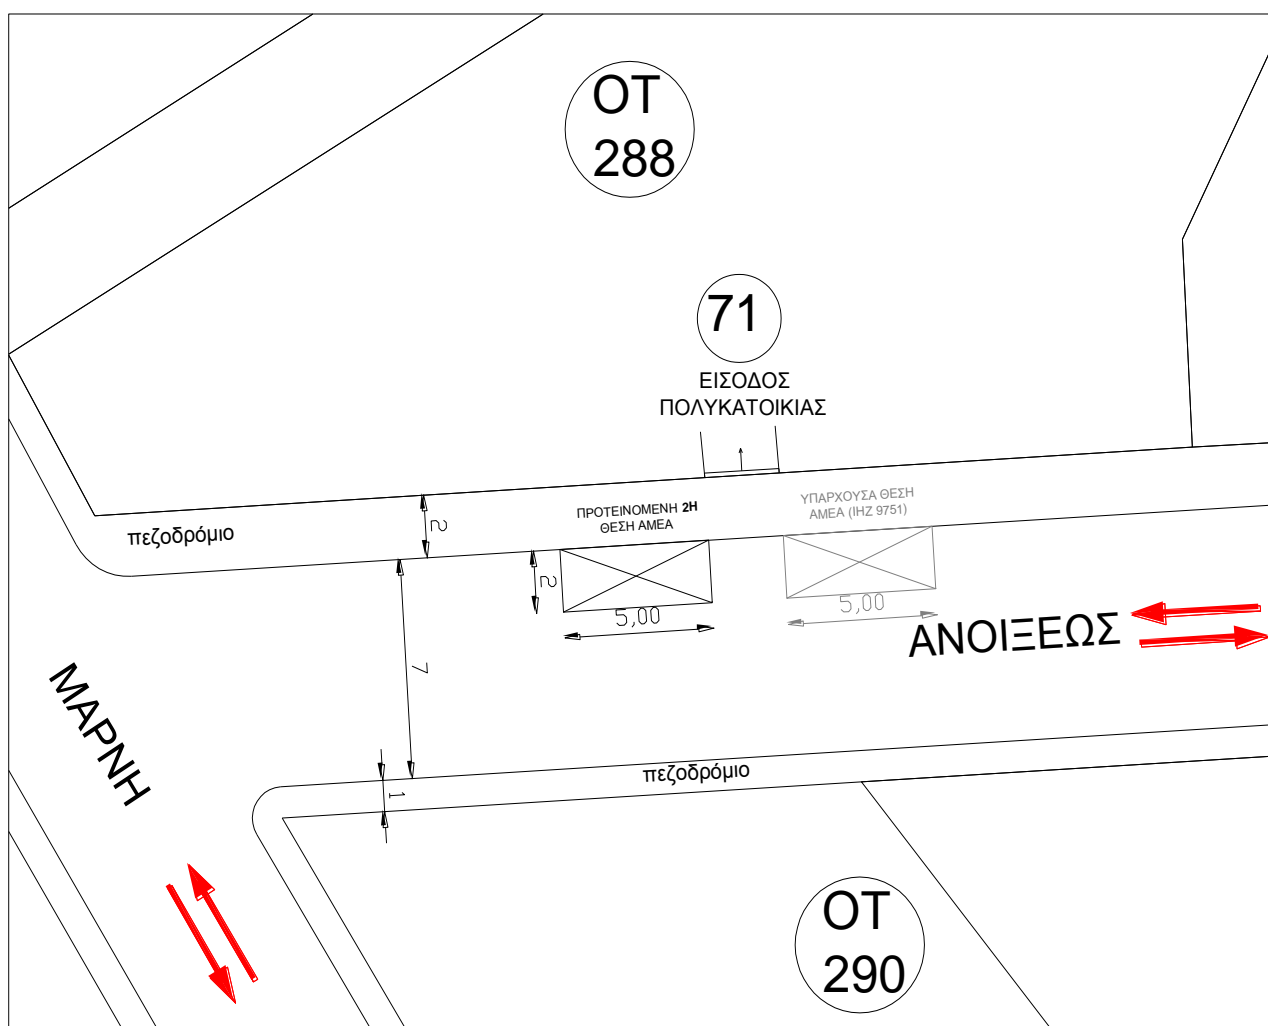 ΟΤ
288
71
ΕΙΣΟΔΟΣ
ΠΟΛΥΚΑΤΟΙΚΙΑΣ
ΠΡΟΤΕΙΝΟΜΕΝΗ 2Η
ΘΕΣΗ ΑΜΕΑ
ΥΠΑΡΧΟΥΣΑ ΘΕΣΗ
ΑΜΕΑ (ΙΗΖ 9751)
πεζοδρόμιο
2
2
5,00
5,00
ΑΝΟΙΞΕΩΣ
7
ΜΑΡΝΗ
πεζοδρόμιο
1
ΟΤ
290